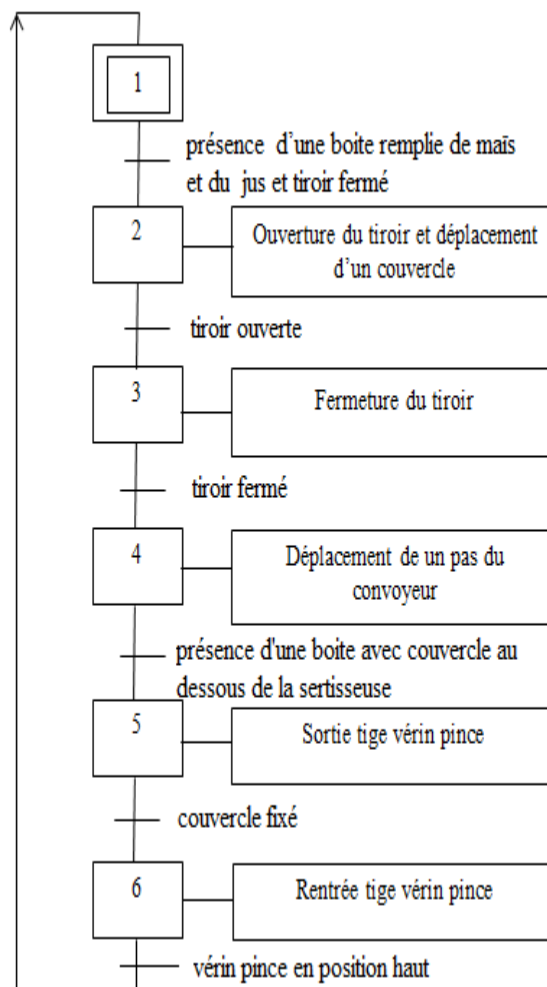 1
présence d’une boite remplie de maïs
et du jus et tiroir fermé
2
Ouverture du tiroir et déplacement
d’un couvercle
tiroir ouverte
3
Fermeture du tiroir
tiroir fermé
4
Déplacement de un pas du
convoyeur
présence d'une boite avec couvercle au
dessous de la sertisseuse
5
Sortie tige vérin pince
couvercle fixé
6
Rentrée tige vérin pince
vérin pince en position haut